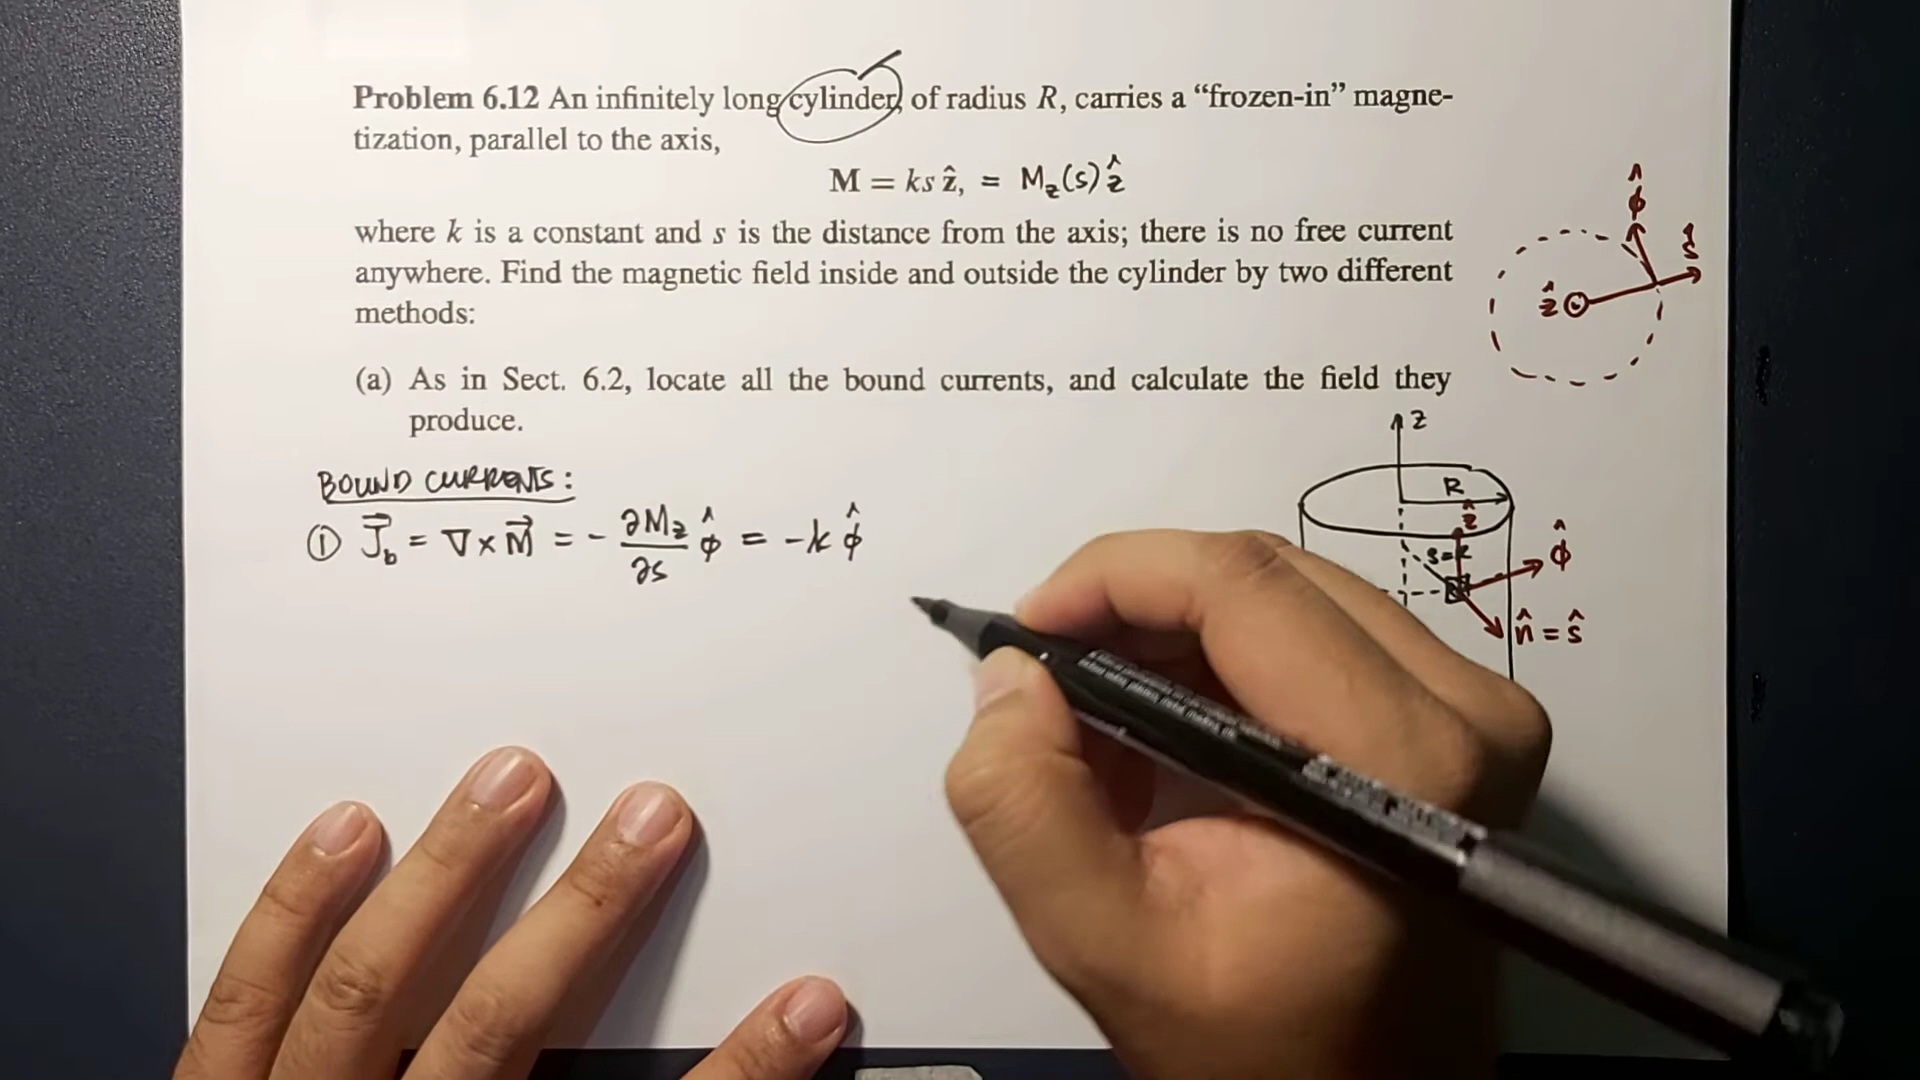 Problem 6.12 An infinitely long cylinder, of radius R, carries a “frozen-in” magne-
tization, parallel to the axis,
M = ks ẑ, = M_z(s) ẑ
where k is a constant and s is the distance from the axis; there is no free current
anywhere. Find the magnetic field inside and outside the cylinder by two different
methods:
(a) As in Sect. 6.2, locate all the bound currents, and calculate the field they
produce.
BOUND CURRENTS:
① J⃗_b = ∇ × M⃗ = - ∂M_z/∂s φ̂ = -k φ̂
φ̂
ŝ
ẑ
z
R
ẑ
s=R
φ̂
n̂ = ŝ